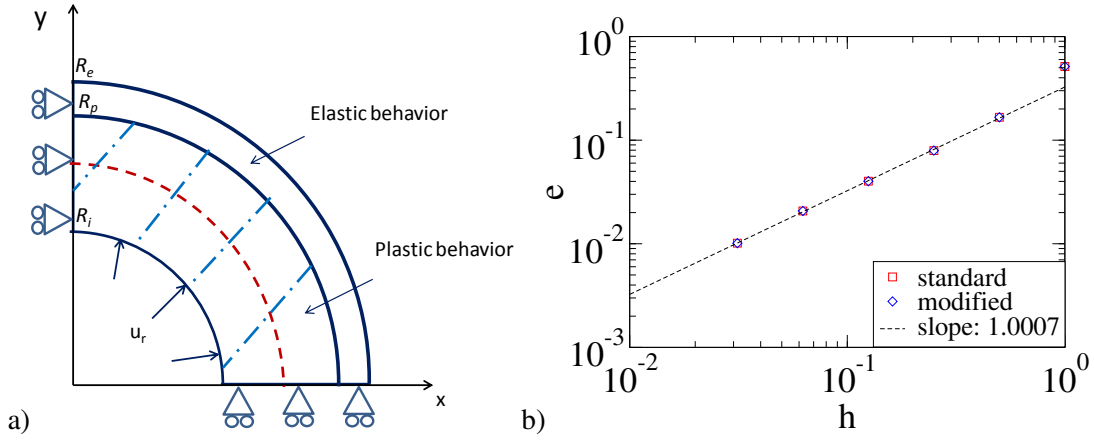 y
R_e
R_p
R_i
Elastic behavior
Plastic behavior
u_r
x
a)
10^0
10^-1
10^-2
10^-3
e
standard
modified
slope: 1.0007
10^-2
10^-1
10^0
h
b)